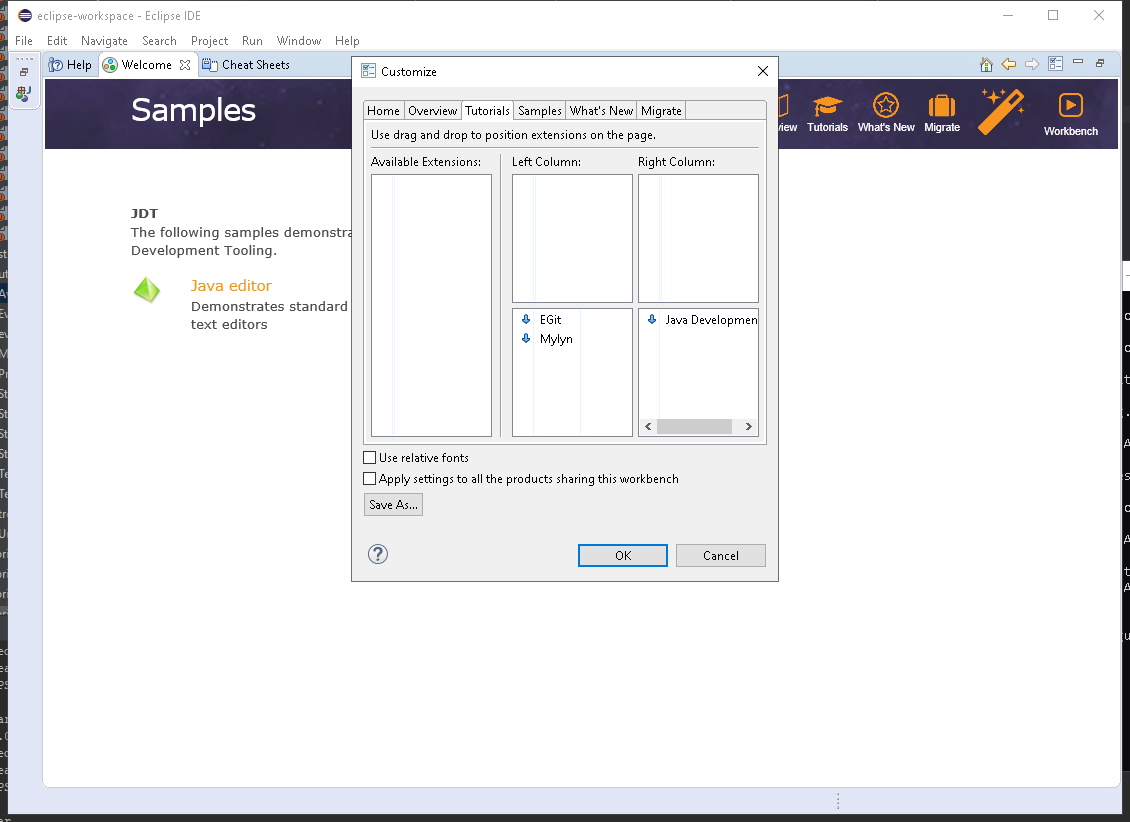 eclipse-workspace - Eclipse IDE
File Edit Navigate Search Project Run Window Help
Help Welcome Cheat Sheets
Samples
Tutorials What's New Migrate Workbench
JDT
The following samples
Development Tooling.
Java editor
Demonstrates standard
text editors
Customize
Home Overview Tutorials Samples What's New Migrate
Use drag and drop to position extensions on the page.
Available Extensions: Left Column: Right Column:
EGit
Mylyn
Java Developmen
Use relative fonts
Apply settings to all the products sharing this workbench
Save As...
OK Cancel